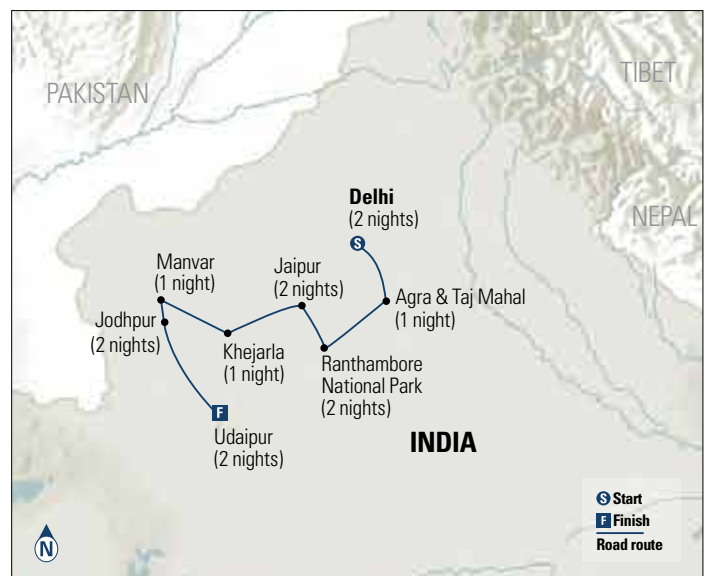 PAKISTAN
TIBET
NEPAL
Delhi
(2 nights)
Manvar
(1 night)
Jaipur
(2 nights)
Agra & Taj Mahal
(1 night)
Jodhpur
(2 nights)
Khejarla
(1 night)
Ranthambore
National Park
(2 nights)
Udaipur
(2 nights)
INDIA
S
F
S Start
F Finish
Road route
N